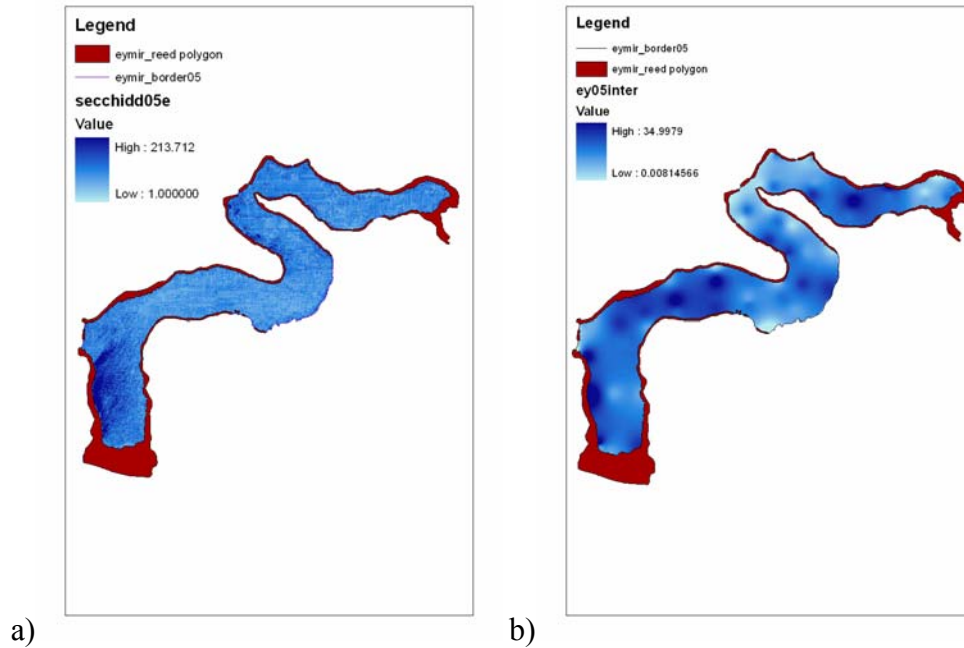 Legend
eymir_reed polygon
eymir_border05
secchidd05e
Value
High : 213.712
Low : 1.000000
a)
Legend
eymir_border05
eymir_reed polygon
ey05inter
Value
High : 34.9979
Low : 0.00814566
b)